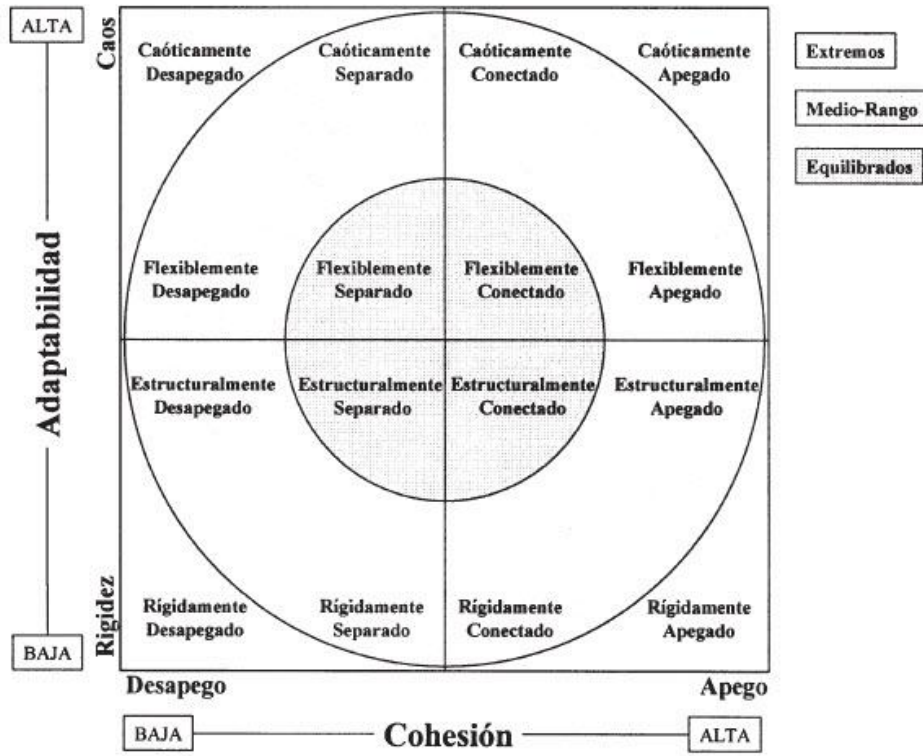 ALTA
Caos
Caóticamente
Desapegado
Caóticamente
Separado
Caóticamente
Conectado
Caóticamente
Apegado
Extremos
Medio-Rango
Equilibrados
Adaptabilidad
Flexiblemente
Desapegado
Flexiblemente
Separado
Flexiblemente
Conectado
Flexiblemente
Apegado
Estructuralmente
Desapegado
Estructuralmente
Separado
Estructuralmente
Conectado
Estructuralmente
Apegado
Rígidamente
Desapegado
Rígidamente
Separado
Rígidamente
Conectado
Rígidamente
Apegado
Rigidez
BAJA
Desapego
Apego
BAJA
Cohesión
ALTA